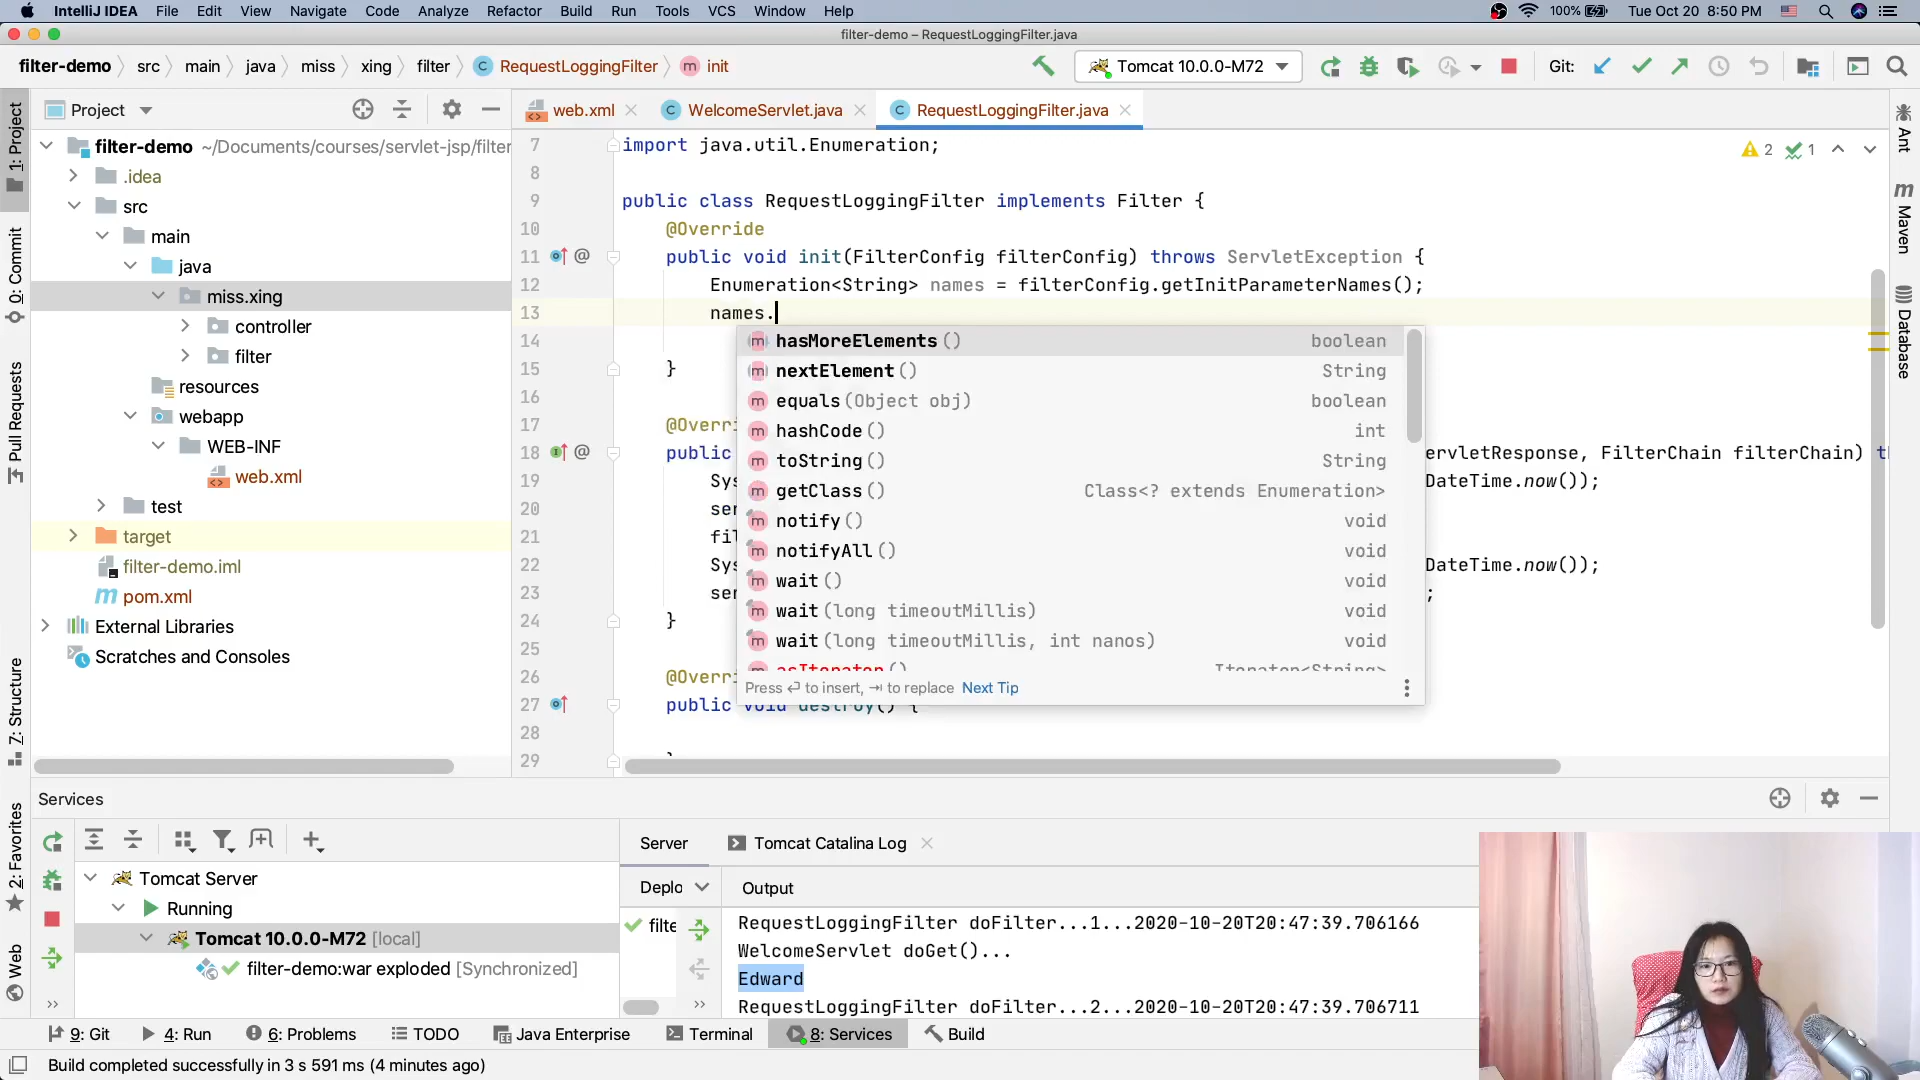 IntelliJ IDEA File Edit View Navigate Code Analyze Refactor Build Run Tools VCS Window Help 100% Tue Oct 20 8:50 PM
filter-demo – RequestLoggingFilter.java
filter-demo src main java miss xing filter C RequestLoggingFilter m init Tomcat 10.0.0-M72 Git:
Project web.xml C WelcomeServlet.java C RequestLoggingFilter.java
1: Project
0: Commit
Pull Requests
7: Structure
2: Favorites
Web
Ant
m Maven
Database
filter-demo ~/Documents/courses/servlet-jsp/filter
.idea
src
main
java
miss.xing
controller
filter
resources
webapp
WEB-INF
web.xml
test
target
filter-demo.iml
m pom.xml
External Libraries
Scratches and Consoles
2 1
7 import java.util.Enumeration;
8
9 public class RequestLoggingFilter implements Filter {
10 @Override
11 @ public void init(FilterConfig filterConfig) throws ServletException {
12 Enumeration<String> names = filterConfig.getInitParameterNames();
13 names.
14
15 }
16
17 @Overri
18 @ public ervletResponse, FilterChain filterChain) t
19 Sys DateTime.now());
20 ser
21 fil
22 Sys DateTime.now());
23 ser ;
24 }
25
26 @Overri
27 public void destroy() {
28
29 }
m hasMoreElements() boolean
m nextElement() String
m equals(Object obj) boolean
m hashCode() int
m toString() String
m getClass() Class<? extends Enumeration>
m notify() void
m notifyAll() void
m wait() void
m wait(long timeoutMillis) void
m wait(long timeoutMillis, int nanos) void
m asIterator() Iterator<String>
Press ↵ to insert, ⇥ to replace Next Tip
Services
Tomcat Server
Running
Tomcat 10.0.0-M72 [local]
filter-demo:war exploded [Synchronized]
Server Tomcat Catalina Log
Deplo Output
filte
RequestLoggingFilter doFilter...1...2020-10-20T20:47:39.706166
WelcomeServlet doGet()...
Edward
RequestLoggingFilter doFilter...2...2020-10-20T20:47:39.706711
9: Git 4: Run 6: Problems TODO Java Enterprise Terminal 8: Services Build
Build completed successfully in 3 s 591 ms (4 minutes ago)